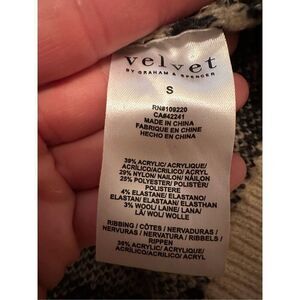 velvet
BY GRAHAM & SPENCER
S
RN#109220
CA#42241
MADE IN CHINA
FABRIQUE EN CHINE
HECHO EN CHINA
39% ACRYLIC/ ACRYLIQUE/
ACRÍLICO/ACRILICO/ ACRYL
29% NYLON/ NAILON/ NÁILON
25% POLYESTER/ POLIÉSTER/
POLISTERE
4% ELASTANE/ ELASTANO/
ELASTAN/ ELASTAAN/ ELASTHAN
3% WOOL/ LAINE/ LANA/
LÃ/ WOL/ WOLLE
RIBBING / CÔTES / NERVADURAS/
NERVURAS / NERVATURA / RIBBELS /
RIPPEN
36% ACRYLIC/ ACRYLIQUE/
ACRÍLICO/ACRILICO/ ACRYL